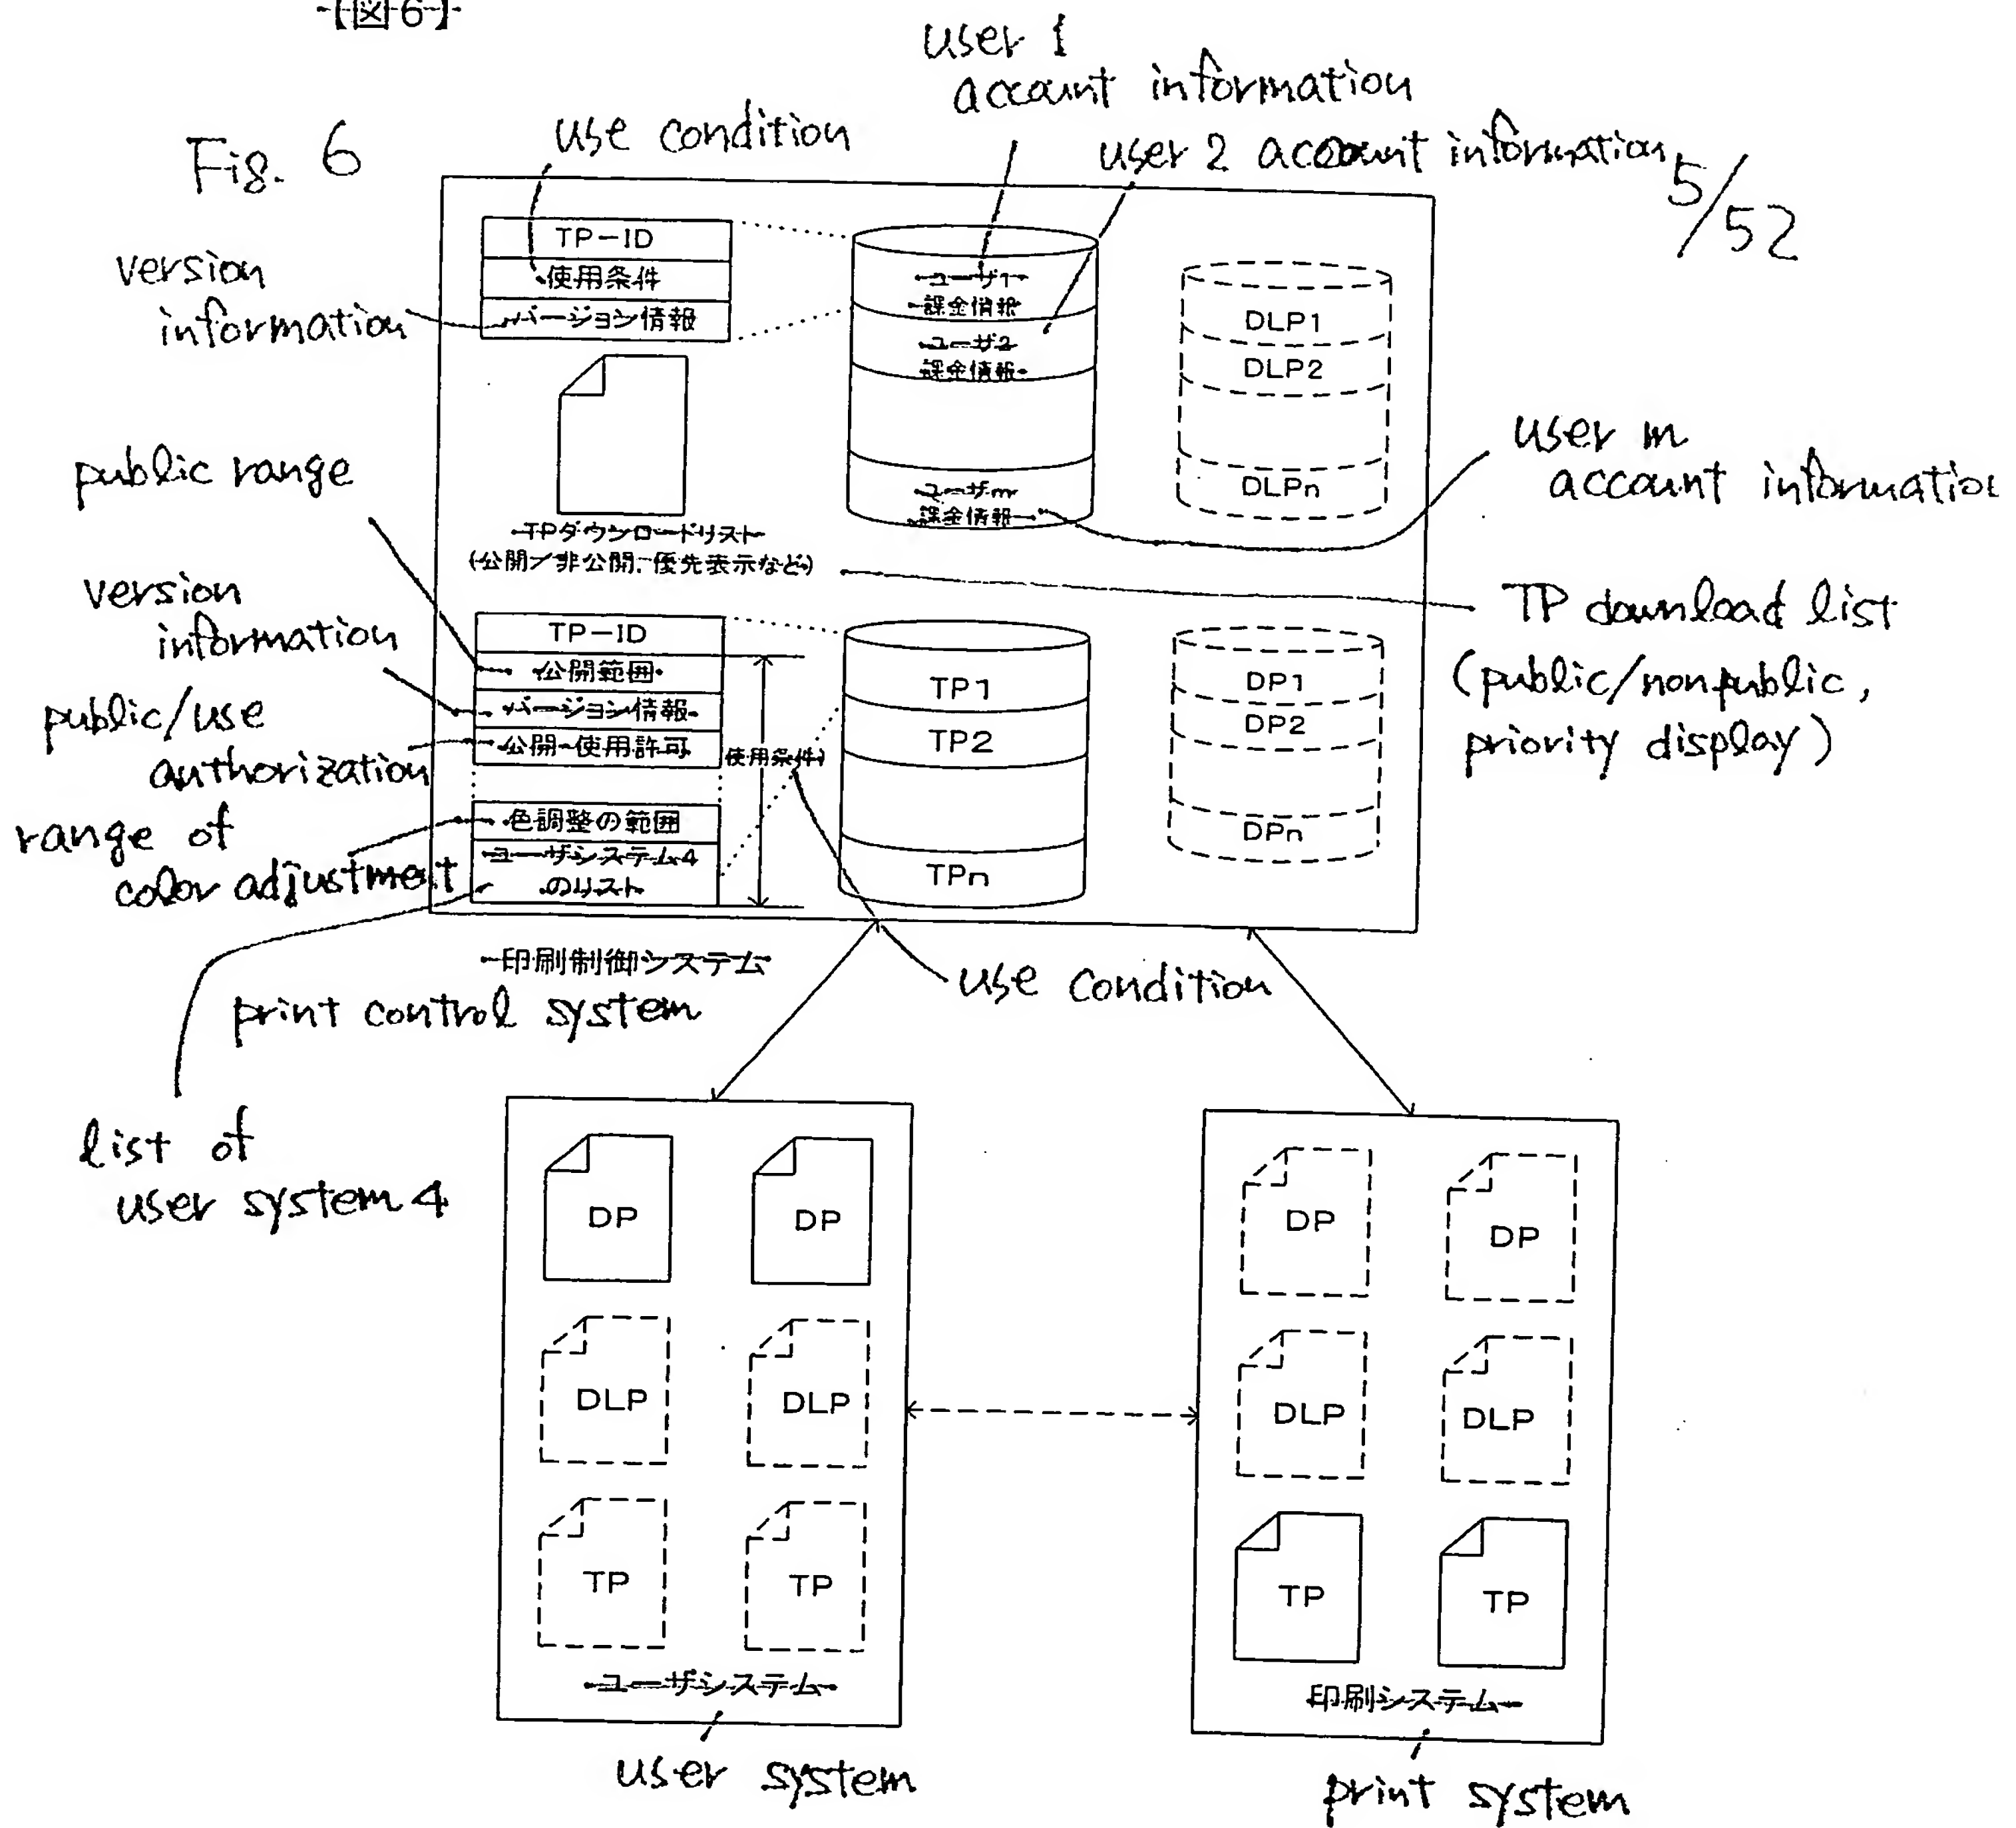 【図6】
Fig. 6
5/52
user 1
account information
use condition
user 2 account information
version
information
TP-ID
使用条件
バージョン情報
ユーザ1
課金情報
ユーザ2
課金情報
ユーザm
課金情報
DLP1
DLP2
DLPn
user m
account information
public range
TPダウンロードリスト
(公開/非公開、優先表示など)
TP download list
(public/nonpublic,
priority display)
version
information
public/use
authorization
range of
color adjustment
TP-ID
公開範囲
バージョン情報
公開・使用許可
色調整の範囲
ユーザシステム4
のリスト
使用条件
TP1
TP2
TPn
DP1
DP2
DPn
印刷制御システム
print control system
use condition
list of
user system 4
DP
DP
DLP
DLP
TP
TP
ユーザシステム
user system
DP
DP
DLP
DLP
TP
TP
印刷システム
print system